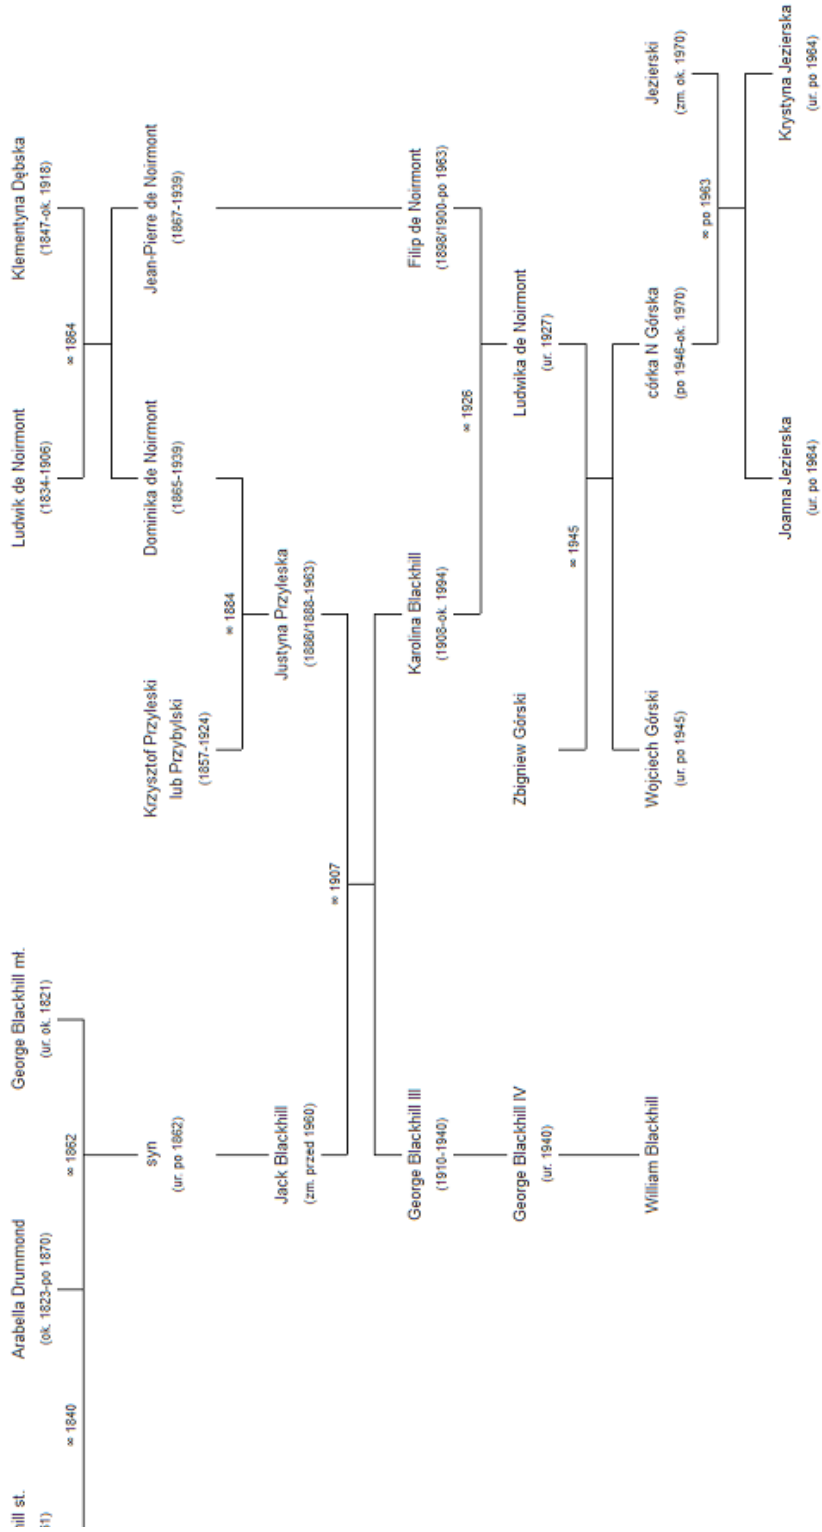 hill st.
61)
∞ 1840
Arabella Drummond
(ok. 1823-po 1870)
∞ 1862
George Blackhill mł.
(ur. ok. 1821)
Ludwik de Noirmont
(1834-1906)
∞ 1864
Klementyna Dębska
(1847-ok. 1918)
syn
(ur. po 1862)
Krzysztof Przyleski
lub Przybylski
(1857-1924)
∞ 1884
Dominika de Noirmont
(1865-1939)
Jean-Pierre de Noirmont
(1867-1939)
Jack Blackhill
(zm. przed 1960)
∞ 1907
Justyna Przyleska
(1886/1888-1963)
George Blackhill III
(1910-1940)
Karolina Blackhill
(1908-ok. 1994)
∞ 1926
Filip de Noirmont
(1898/1900-po 1963)
George Blackhill IV
(ur. 1940)
Zbigniew Górski
∞ 1945
Ludwika de Noirmont
(ur. 1927)
William Blackhill
Wojciech Górski
(ur. po 1945)
córka N Górska
(po 1946-ok. 1970)
∞ po 1963
Jezierski
(zm. ok. 1970)
Joanna Jezierska
(ur. po 1964)
Krystyna Jezierska
(ur. po 1964)